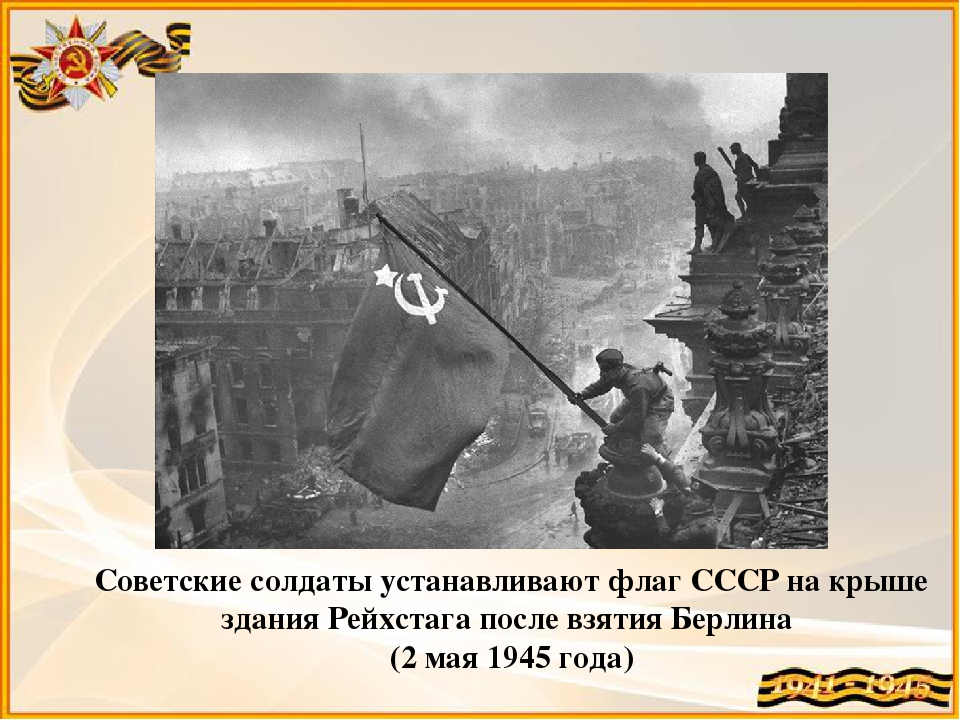 Советские солдаты устанавливают флаг СССР на крыше
здания Рейхстага после взятия Берлина
(2 мая 1945 года)
1941 - 1945